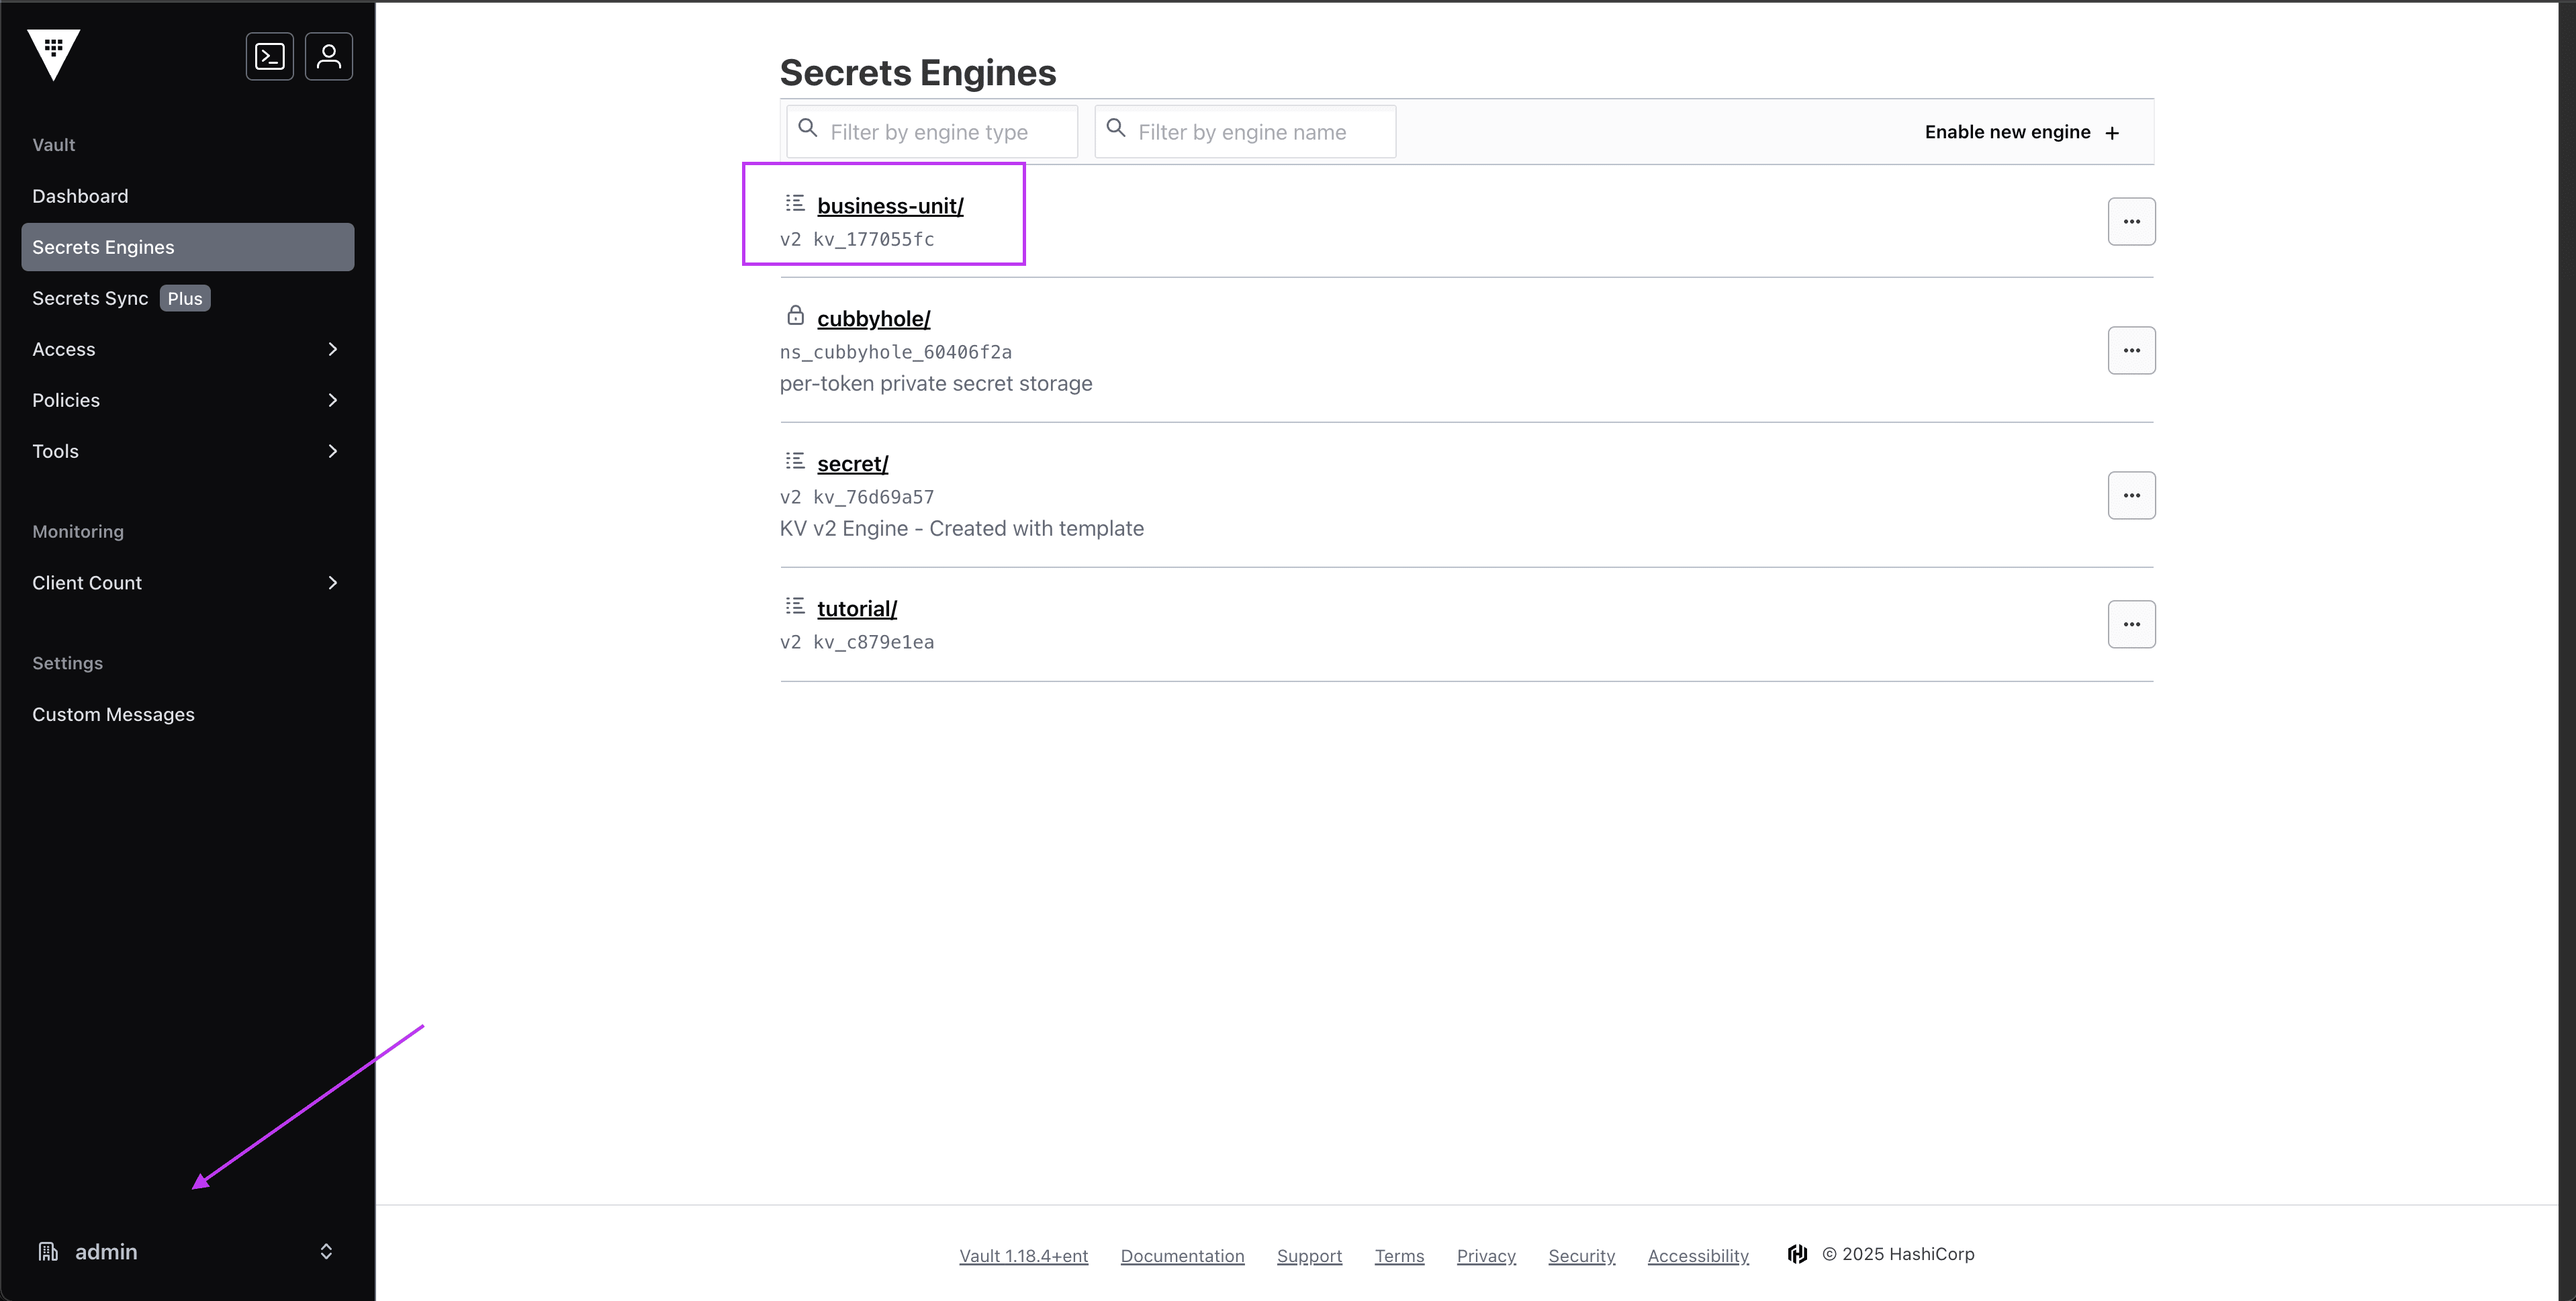 Vault
Dashboard
Secrets Engines
Secrets Sync Plus
Access
Policies
Tools
Monitoring
Client Count
Settings
Custom Messages
admin
Secrets Engines
Filter by engine type
Filter by engine name
Enable new engine +
business-unit/
v2 kv_177055fc
cubbyhole/
ns_cubbyhole_60406f2a
per-token private secret storage
secret/
v2 kv_76d69a57
KV v2 Engine - Created with template
tutorial/
v2 kv_c879e1ea
Vault 1.18.4+ent Documentation Support Terms Privacy Security Accessibility © 2025 HashiCorp